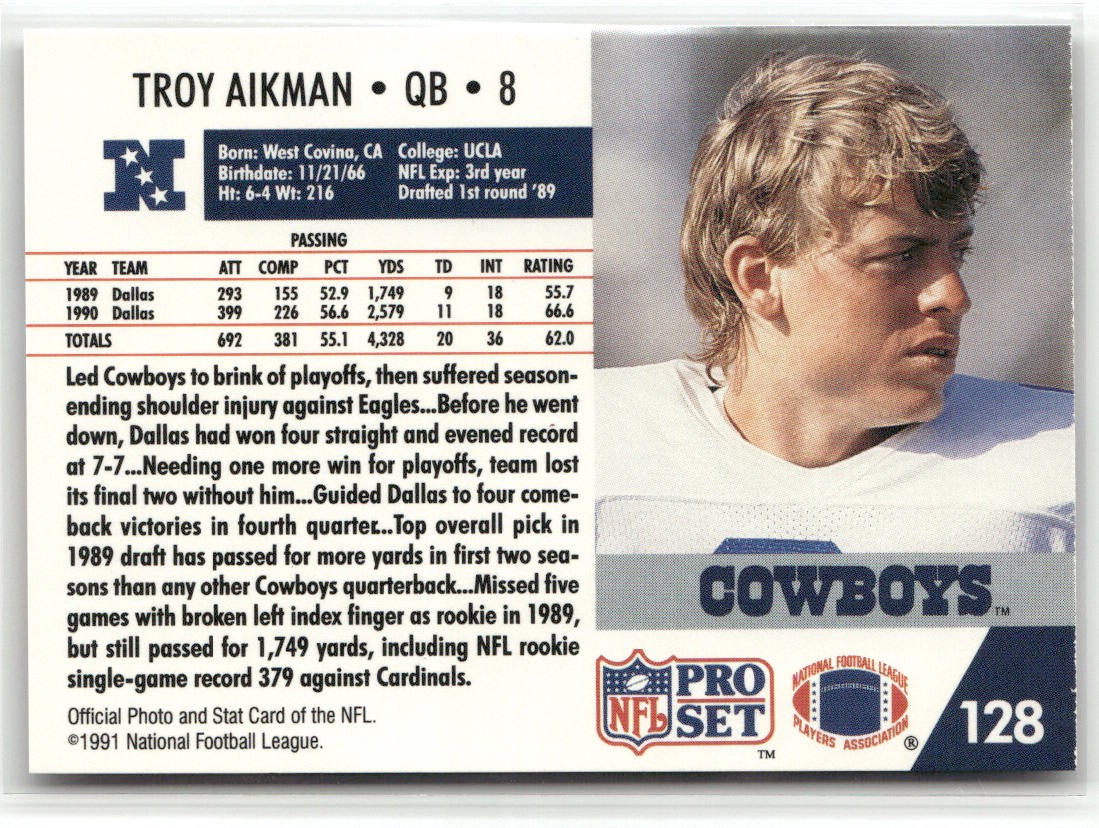 TROY AIKMAN • QB • 8
N
Born: West Covina, CA College: UCLA
Birthdate: 11/21/66 NFL Exp: 3rd year
Ht: 6-4 Wt: 216 Drafted 1st round '89
PASSING
YEAR TEAM ATT COMP PCT YDS TD INT RATING
1989 Dallas 293 155 52.9 1,749 9 18 55.7
1990 Dallas 399 226 56.6 2,579 11 18 66.6
TOTALS 692 381 55.1 4,328 20 36 62.0
Led Cowboys to brink of playoffs, then suffered season-
ending shoulder injury against Eagles...Before he went
down, Dallas had won four straight and evened record
at 7-7...Needing one more win for playoffs, team lost
its final two without him...Guided Dallas to four come-
back victories in fourth quarter...Top overall pick in
1989 draft has passed for more yards in first two sea-
sons than any other Cowboys quarterback...Missed five
games with broken left index finger as rookie in 1989,
but still passed for 1,749 yards, including NFL rookie
single-game record 379 against Cardinals.
Official Photo and Stat Card of the NFL.
©1991 National Football League.
COWBOYS™
NFL
PRO
SET
™
NATIONAL FOOTBALL LEAGUE
PLAYERS ASSOCIATION
®
128